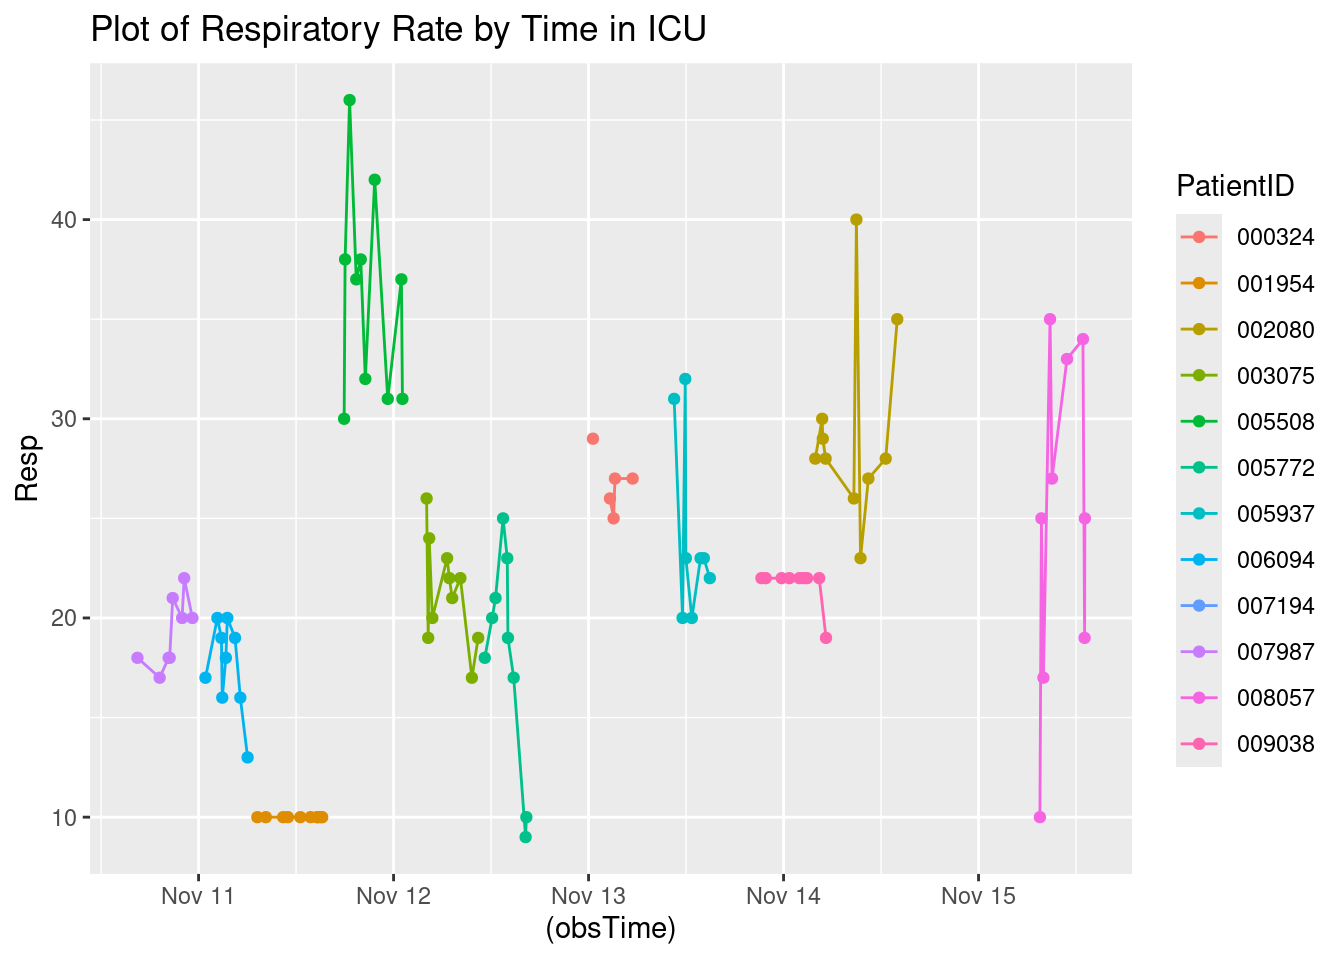 Plot of Respiratory Rate by Time in ICU
40
30
20
10
Resp
Nov 11
Nov 12
Nov 13
Nov 14
Nov 15
(obsTime)
PatientID
000324
001954
002080
003075
005508
005772
005937
006094
007194
007987
008057
009038